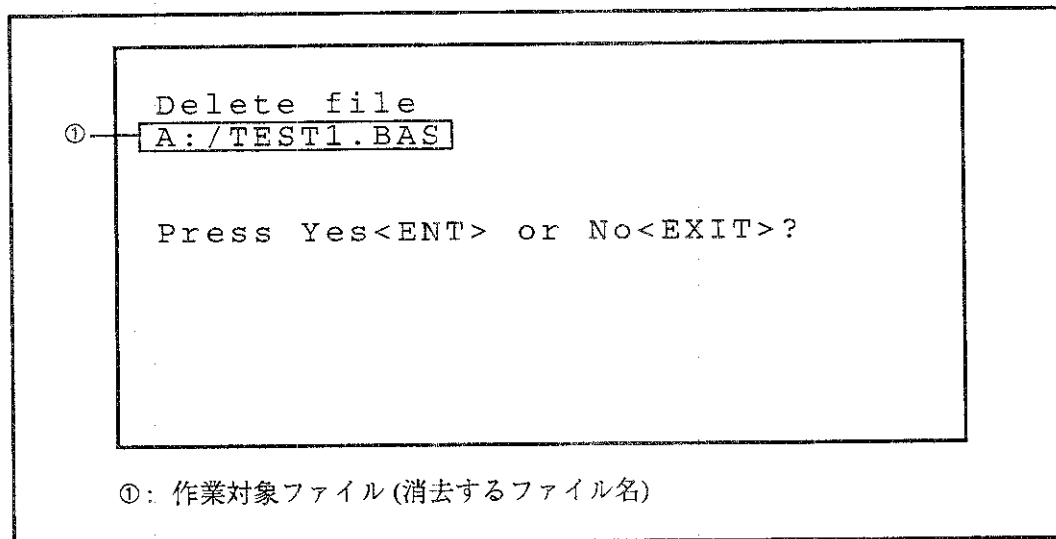 Delete file
① A:/TEST1.BAS
Press Yes<ENT> or No<EXIT>?
①: 作業対象ファイル(消去するファイル名)